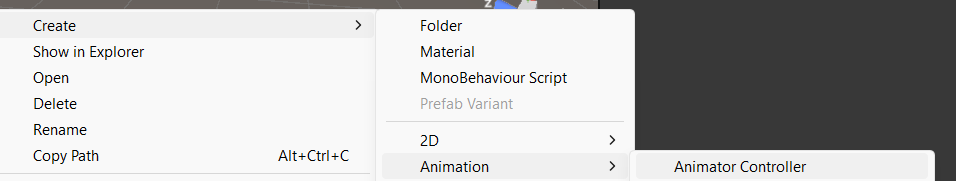 Z
Create
Show in Explorer
Open
Delete
Rename
Copy Path Alt+Ctrl+C
Folder
Material
MonoBehaviour Script
Prefab Variant
2D
Animation
Animator Controller